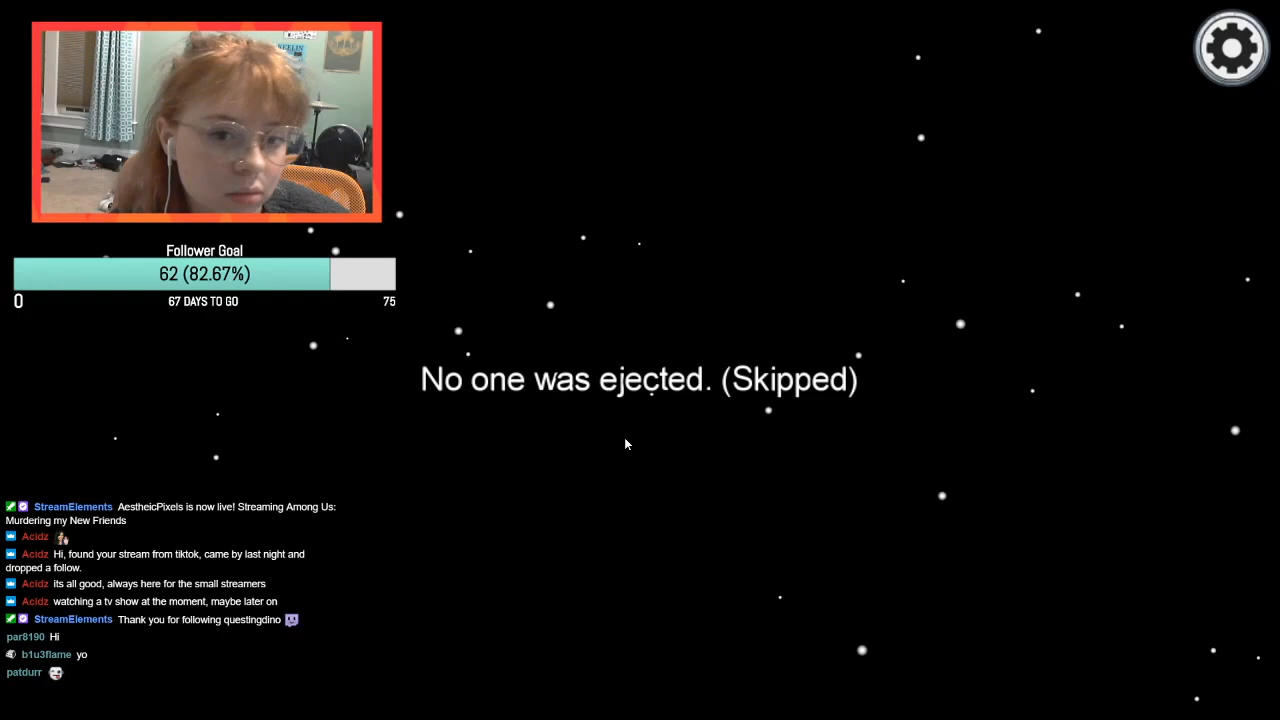 KEELIN'
Follower Goal
62 (82.67%)
0 67 DAYS TO GO 75
No one was ejected. (Skipped)
StreamElements AestheicPixels is now live! Streaming Among Us:
Murdering my New Friends
Acidz
Acidz Hi, found your stream from tiktok, came by last night and
dropped a follow.
Acidz its all good, always here for the small streamers
Acidz watching a tv show at the moment, maybe later on
StreamElements Thank you for following questingdino
par8190 Hi
b1u3flame yo
patdurr